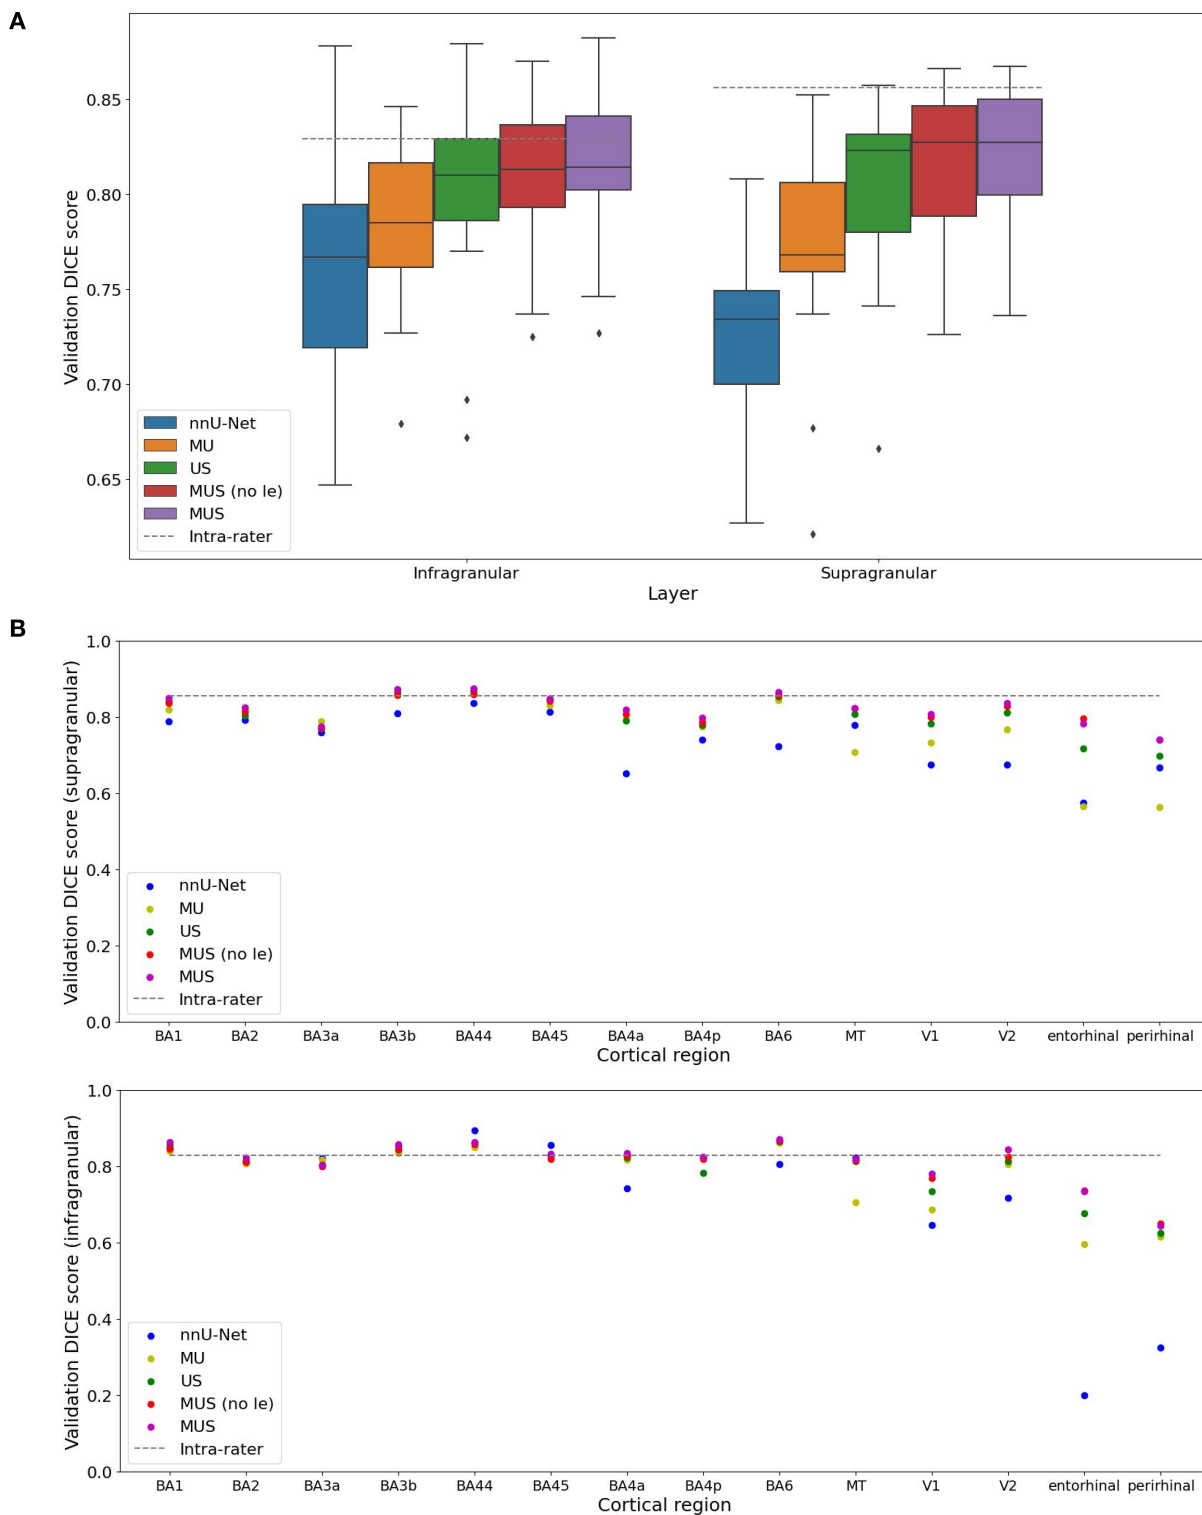 A
Validation DICE score
0.85
0.80
0.75
0.70
0.65
nnU-Net
MU
US
MUS (no le)
MUS
Intra-rater
Infragranular Supragranular
Layer
B
Validation DICE score (supragranular)
1.0
0.8
0.6
0.4
0.2
0.0
nnU-Net
MU
US
MUS (no le)
MUS
Intra-rater
BA1 BA2 BA3a BA3b BA44 BA45 BA4a BA4p BA6 MT V1 V2 entorhinal perirhinal
Cortical region
Validation DICE score (infragranular)
1.0
0.8
0.6
0.4
0.2
0.0
nnU-Net
MU
US
MUS (no le)
MUS
Intra-rater
BA1 BA2 BA3a BA3b BA44 BA45 BA4a BA4p BA6 MT V1 V2 entorhinal perirhinal
Cortical region